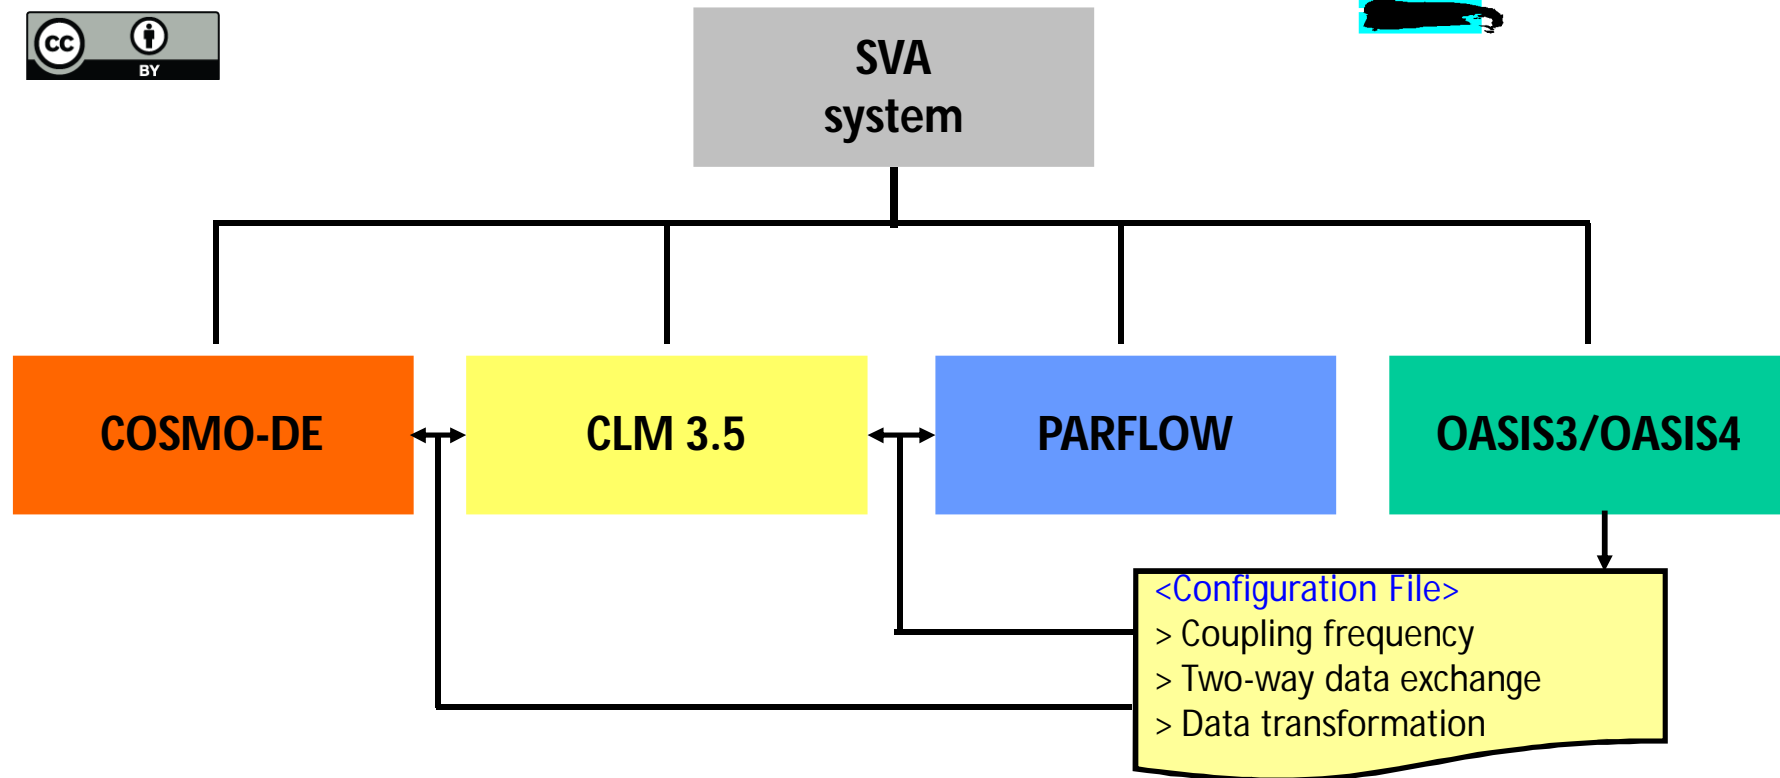 cc
BY
SVA
system
COSMO-DE
CLM 3.5
PARFLOW
OASIS3/OASIS4
<Configuration File>
> Coupling frequency
> Two-way data exchange
> Data transformation